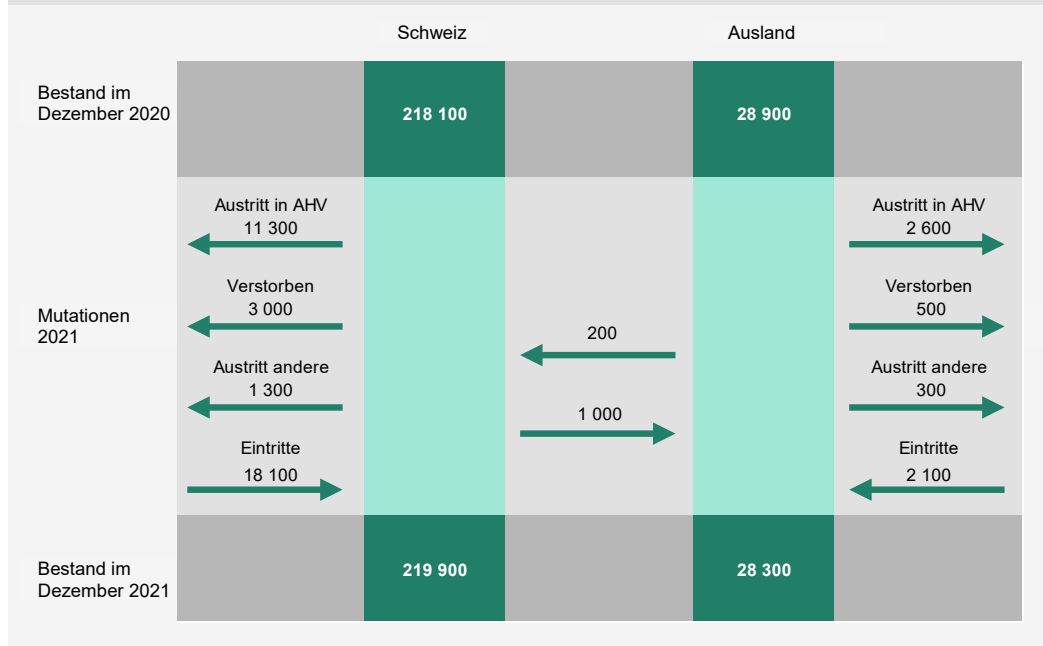 Schweiz Ausland
Bestand im
Dezember 2020
218 100 28 900
Austritt in AHV
11 300
Austritt in AHV
2 600
Verstorben
3 000
Verstorben
500
Mutationen
2021
200
Austritt andere
1 300
Austritt andere
300
1 000
Eintritte
18 100
Eintritte
2 100
Bestand im
Dezember 2021
219 900 28 300